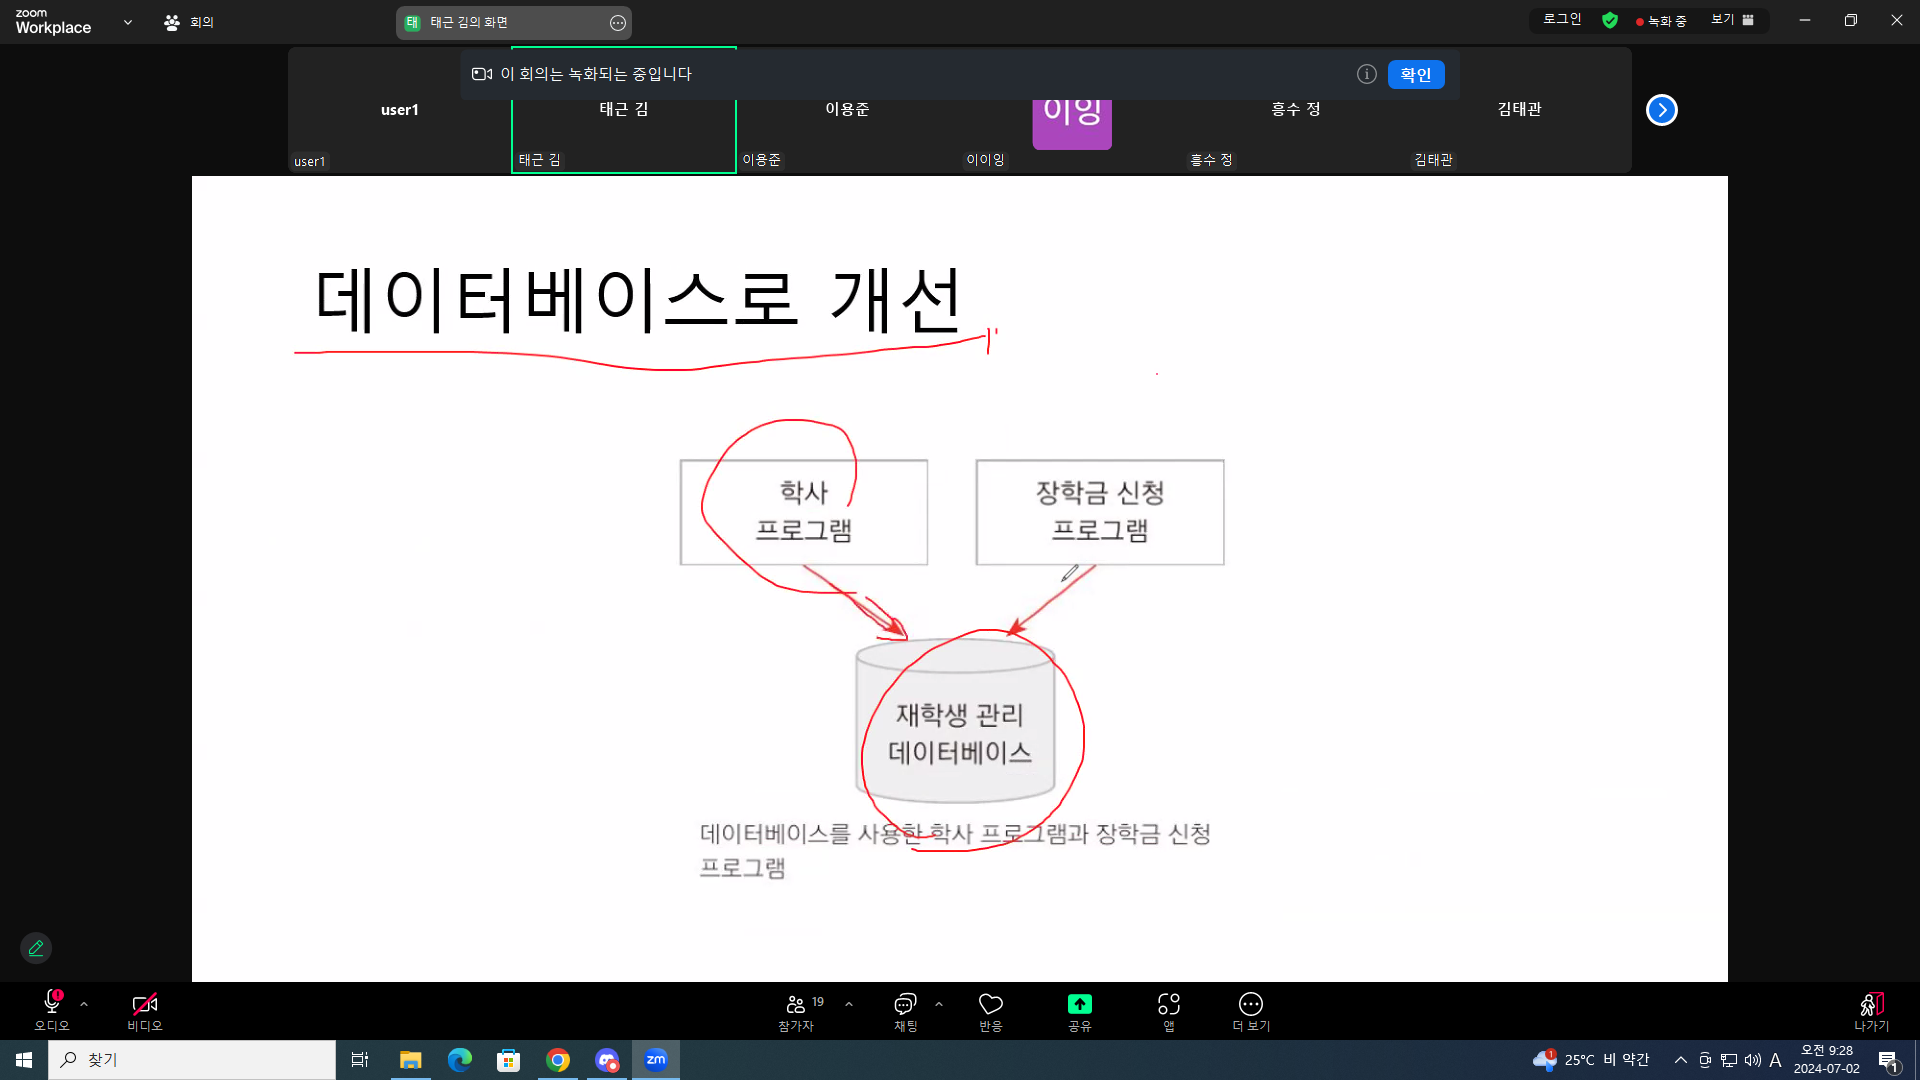 zoom
Workplace
회의
태
태근 김의 화면
로그인
녹화 중
보기
이 회의는 녹화되는 중입니다
확인
user1
태근 김
이용준
이잉
흥수 정
김태관
user1
태근 김
이용준
이이잉
흥수 정
김태관
데이터베이스로 개선
학사
프로그램
장학금 신청
프로그램
재학생 관리
데이터베이스
데이터베이스를 사용한 학사 프로그램과 장학금 신청
프로그램
오디오
비디오
19
참가자
채팅
반응
공유
앱
더 보기
나가기
찾기
zm
1
25°C 비 약간
A
오전 9:28
2024-07-02
1